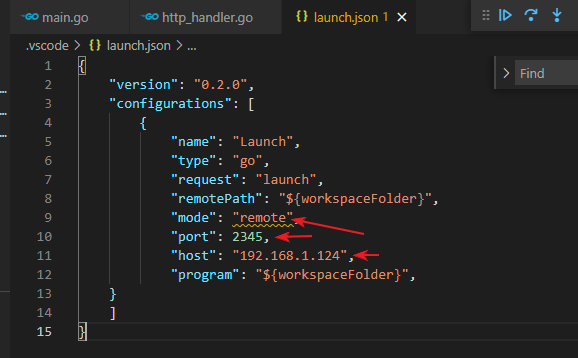 main.go
http_handler.go
launch.json 1
.vscode > launch.json > ...
Find
1 {
2 "version": "0.2.0",
3 "configurations": [
4 {
5 "name": "Launch",
6 "type": "go",
7 "request": "launch",
8 "remotePath": "${workspaceFolder}",
9 "mode": "remote",
10 "port": 2345,
11 "host": "192.168.1.124",
12 "program": "${workspaceFolder}",
13 }
14 ]
15 }